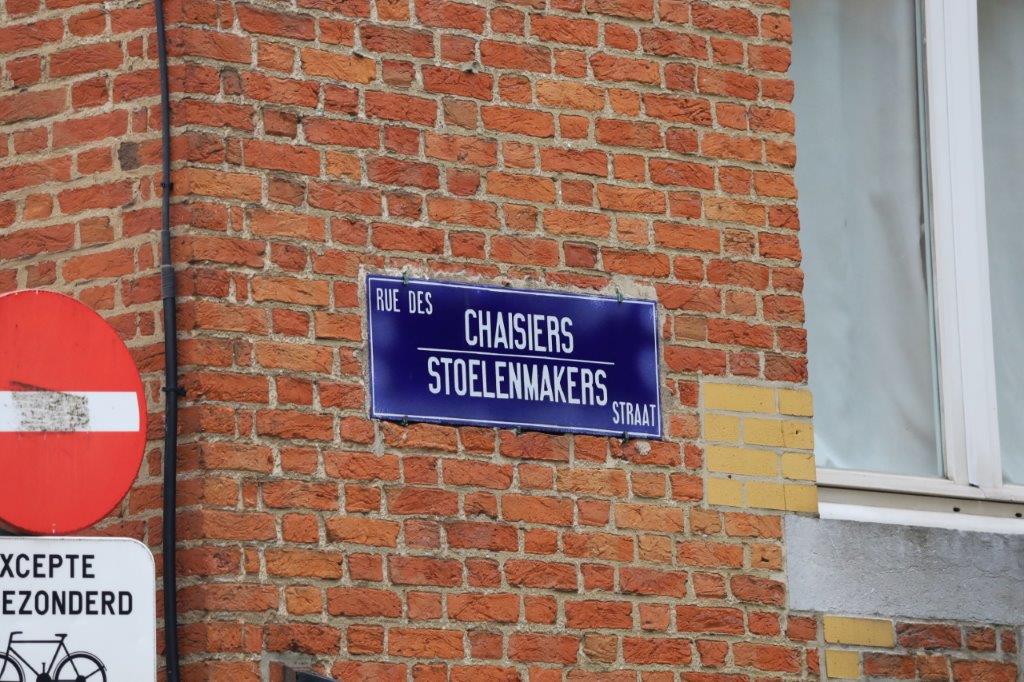 RUE DES
CHAISIERS
STOELENMAKERS
STRAAT
XCEPTE
EZONDERD